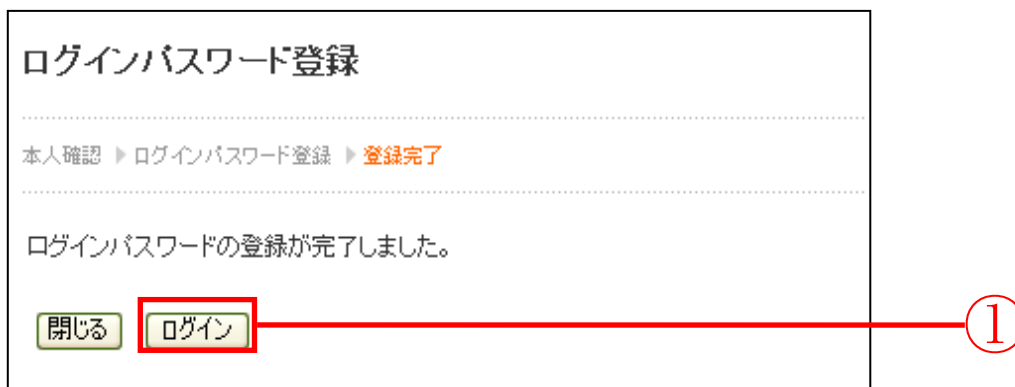 ログインパスワード登録
本人確認 ▶ ログインパスワード登録 ▶ 登録完了
ログインパスワードの登録が完了しました。
閉じる ログイン ①